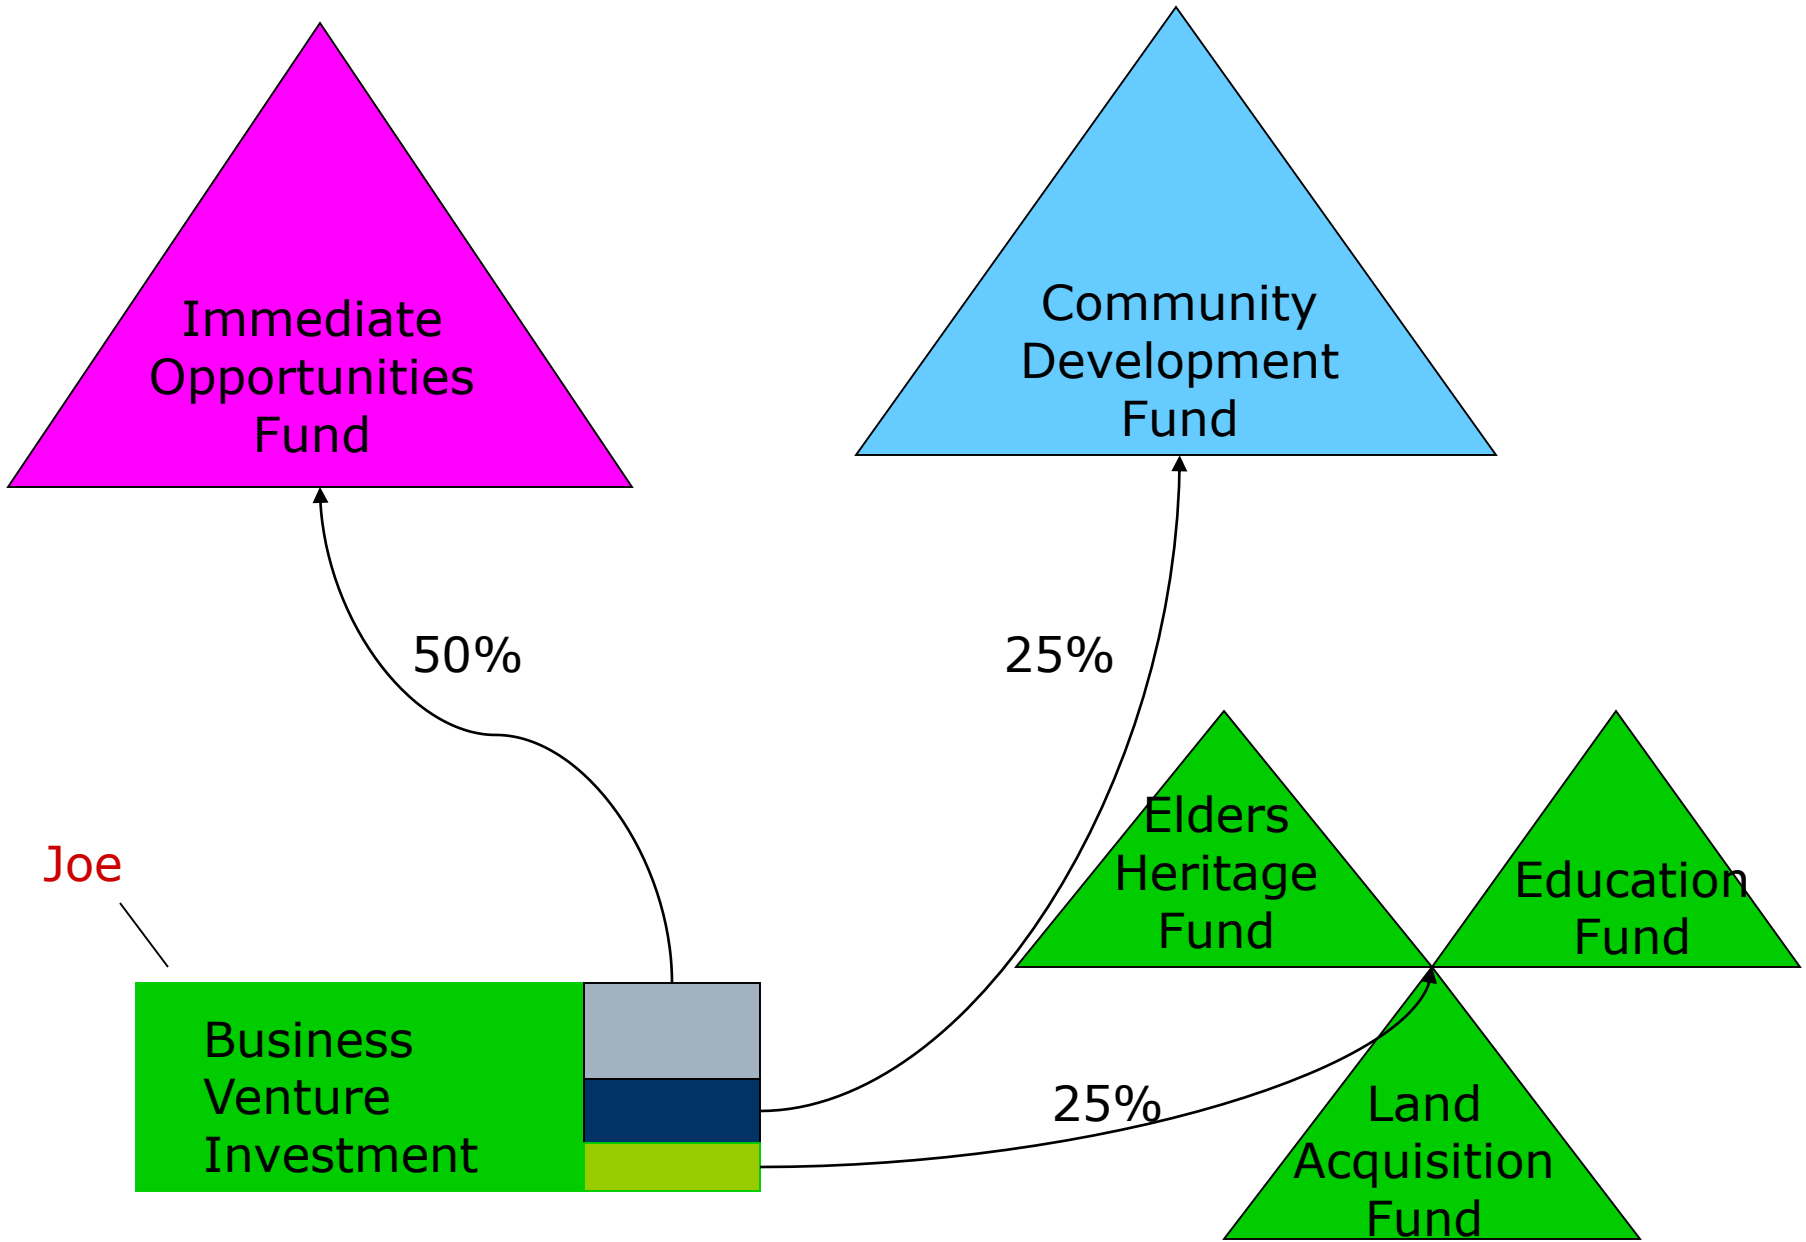 Immediate
Opportunities
Fund
Community
Development
Fund
50%
25%
Elders
Heritage
Fund
Education
Fund
Joe
Business
Venture
Investment
25%
Land
Acquisition
Fund